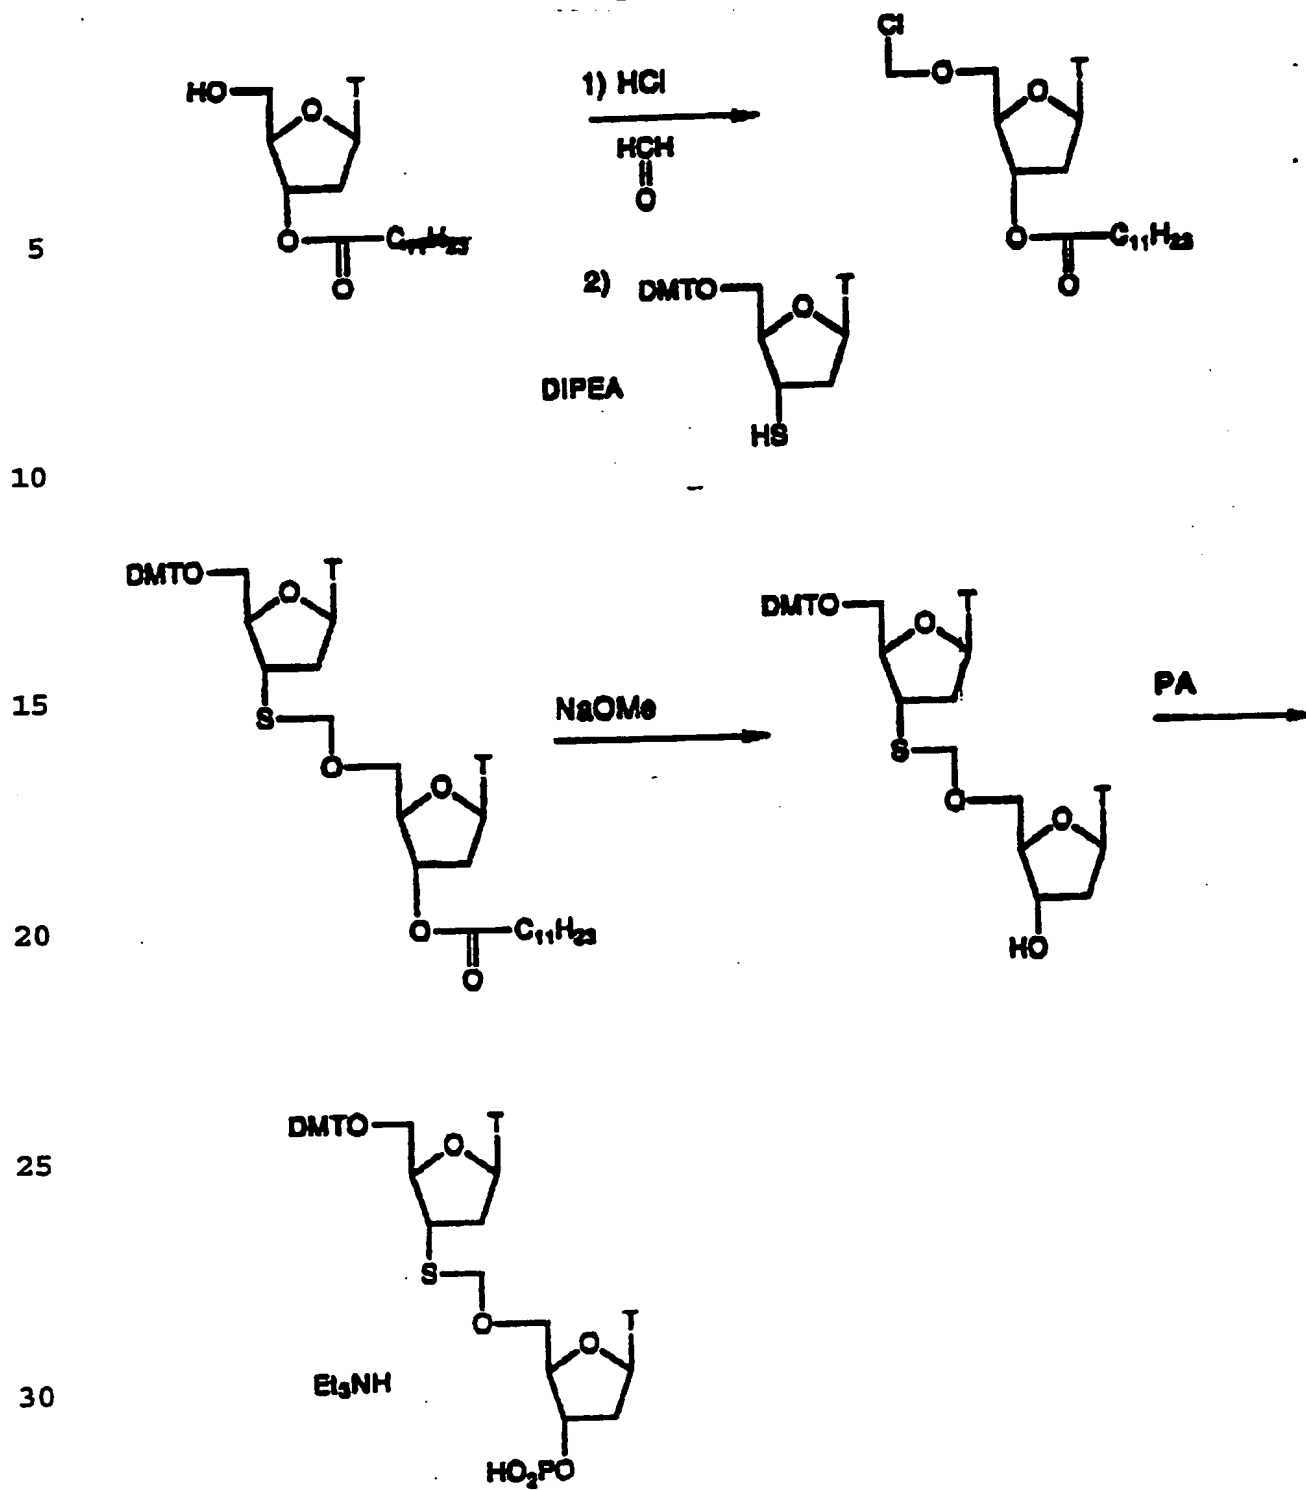 Cl
HO O T
1) HCl
O O T
HCH
O
5
O C11H23
O
O C11H23
O
2) DMTO O T
DIPEA
HS
10
DMTO O T
DMTO O T
15
S
NaOMe
S
PA
O O T
O O T
20
O C11H23
O
HO
DMTO O T
25
S
O O T
30
Et3NH
HO2PO